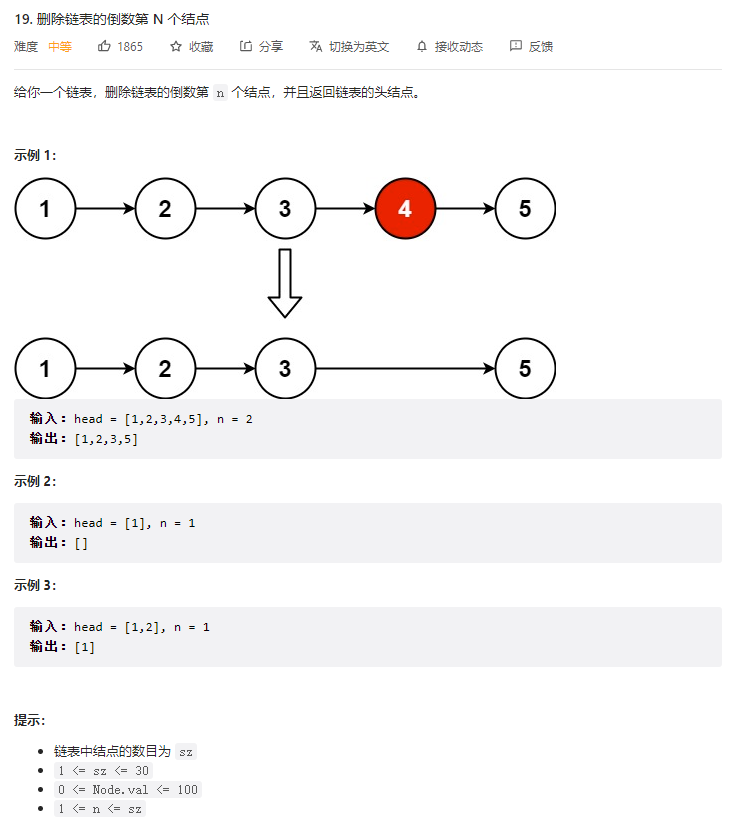 19. 删除链表的倒数第 N 个结点
难度 中等 1865 收藏 分享 切换为英文 接收动态 反馈
给你一个链表，删除链表的倒数第 n 个结点，并且返回链表的头结点。
示例 1：
1 2 3 4 5
1 2 3 5
输入：head = [1,2,3,4,5], n = 2
输出：[1,2,3,5]
示例 2：
输入：head = [1], n = 1
输出：[]
示例 3：
输入：head = [1,2], n = 1
输出：[1]
提示：
• 链表中结点的数目为 sz
• 1 <= sz <= 30
• 0 <= Node.val <= 100
• 1 <= n <= sz